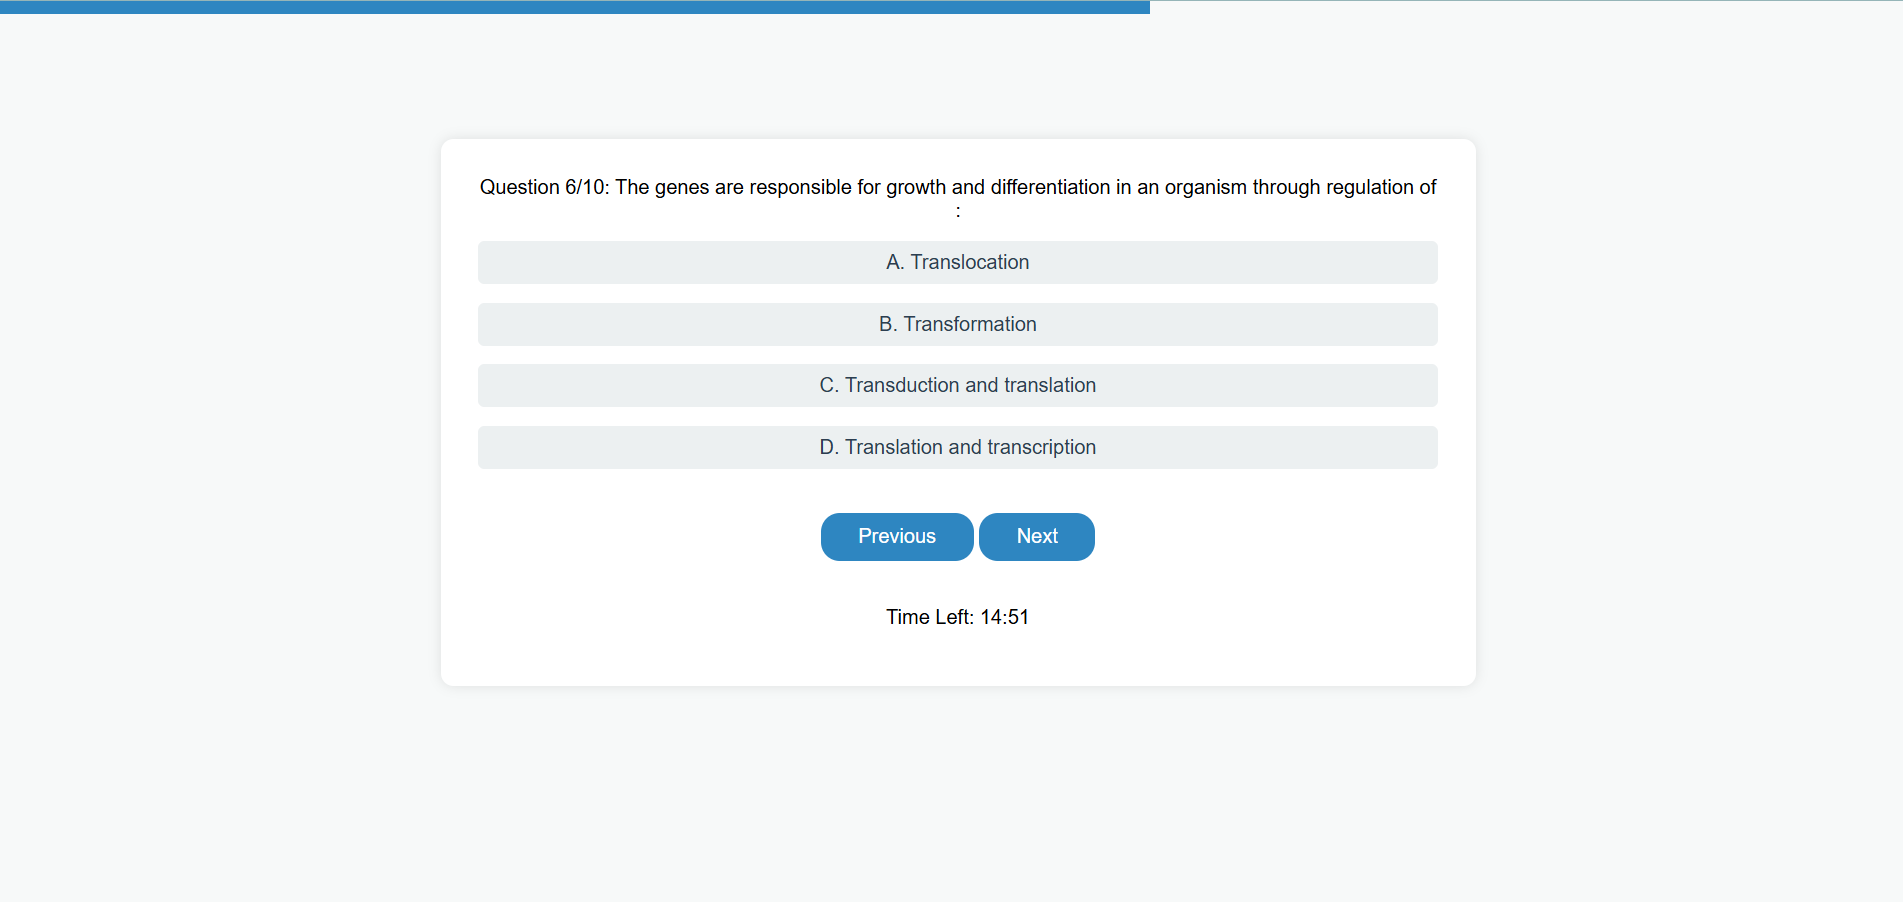 Question 6/10: The genes are responsible for growth and differentiation in an organism through regulation of
:
A. Translocation
B. Transformation
C. Transduction and translation
D. Translation and transcription
Previous Next
Time Left: 14:51